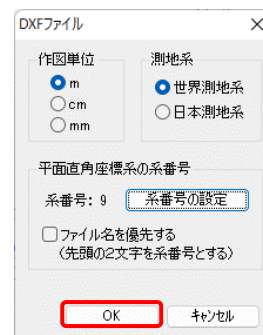 DXFファイル
作図単位
m
cm
mm
測地系
世界測地系
日本測地系
平面直角座標系の系番号
系番号: 9 系番号の設定
ファイル名を優先する
(先頭の2文字を系番号とする)
OK キャンセル